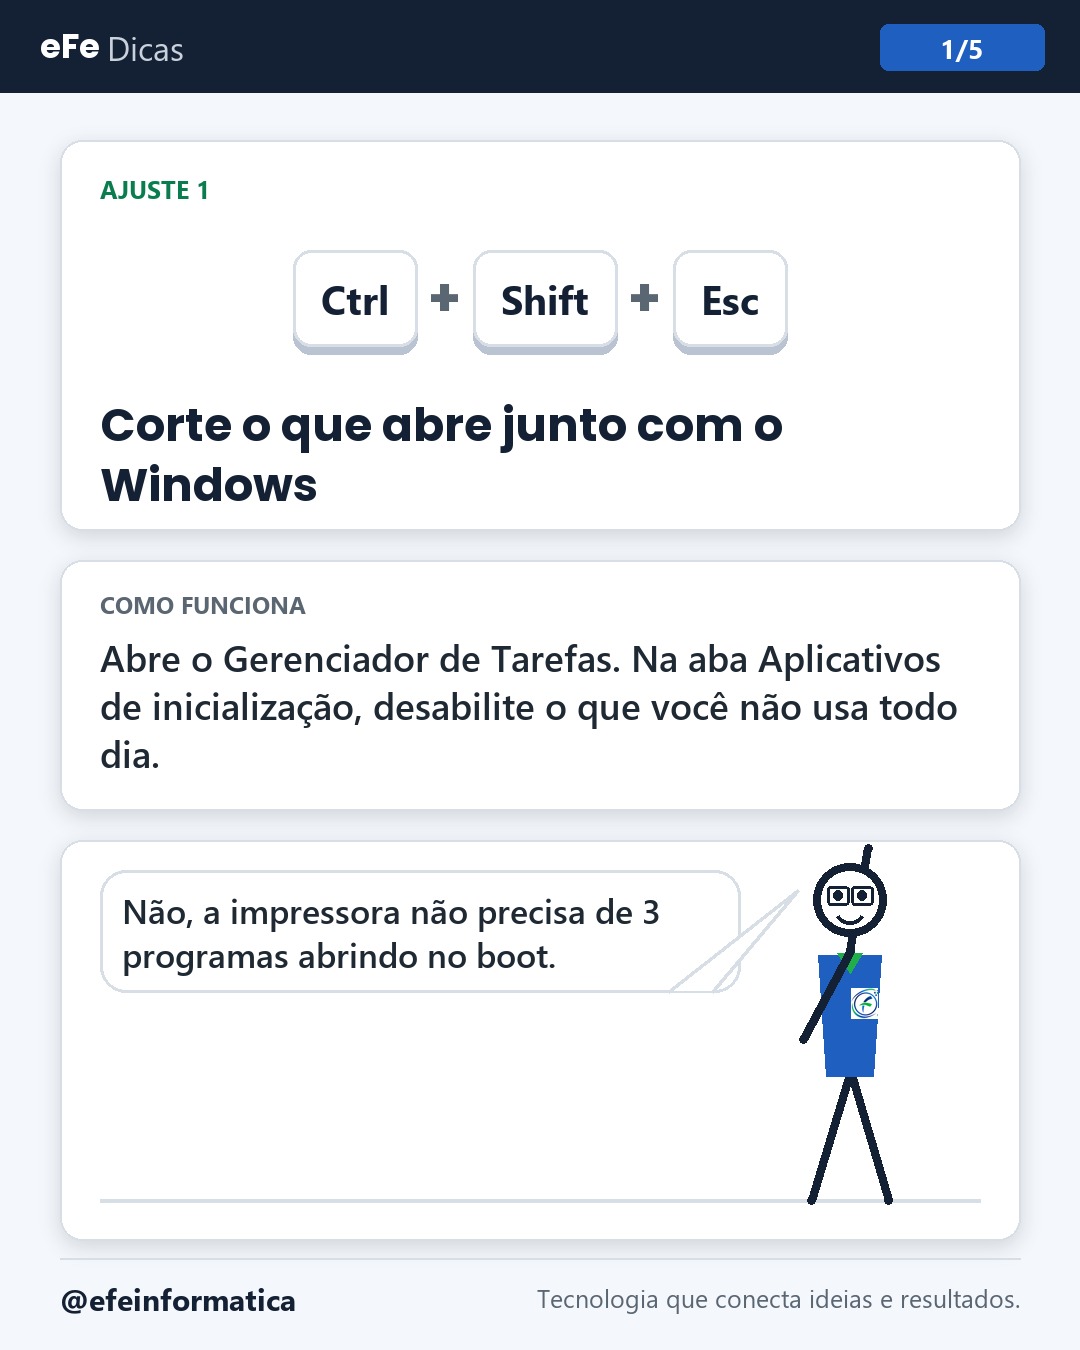 eFe Dicas
1/5
AJUSTE 1
Ctrl + Shift + Esc
Corte o que abre junto com o
Windows
COMO FUNCIONA
Abre o Gerenciador de Tarefas. Na aba Aplicativos
de inicialização, desabilite o que você não usa todo
dia.
Não, a impressora não precisa de 3
programas abrindo no boot.
@efeinformatica
Tecnologia que conecta ideias e resultados.